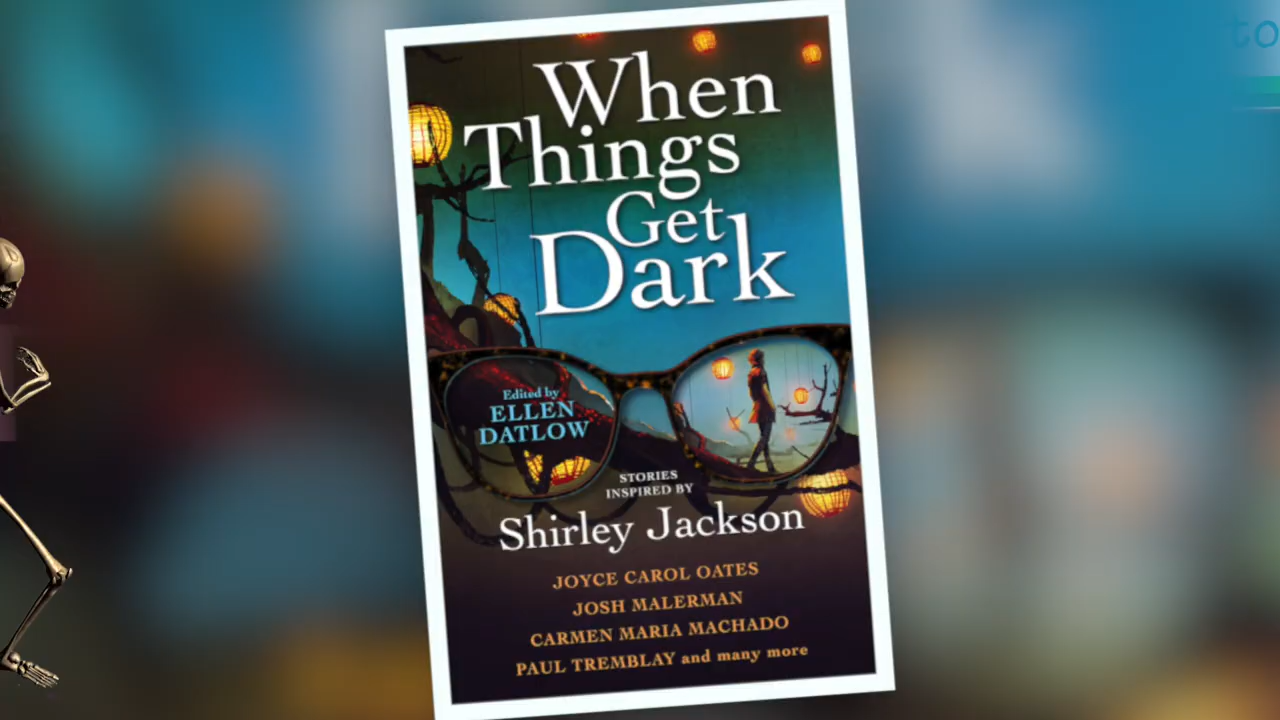 to
When
Things
Get
Dark
Edited by
ELLEN
DATLOW
STORIES
INSPIRED BY
Shirley Jackson
JOYCE CAROL OATES
JOSH MALERMAN
CARMEN MARIA MACHADO
PAUL TREMBLAY and many more